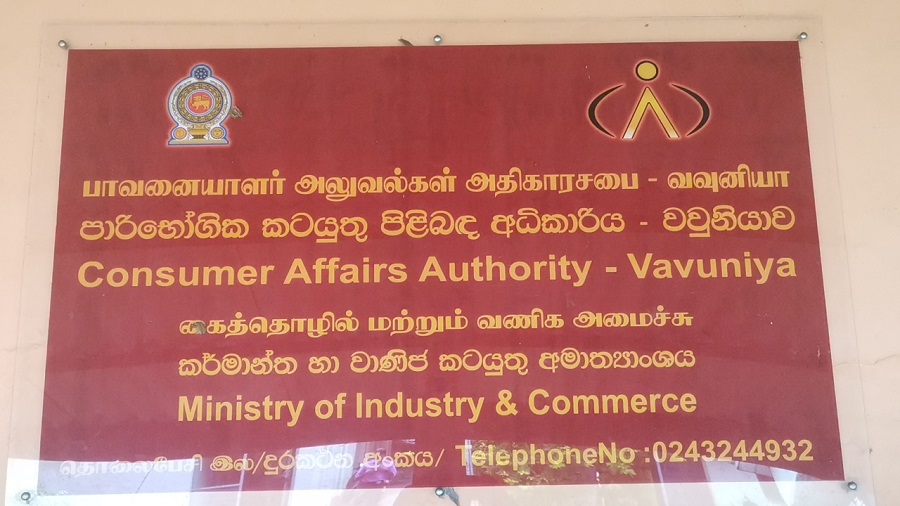 பாவனையாளர் அலுவல்கள் அதிகாரசபை - வவுனியா
පාරිභෝගික කටයුතු පිළිබඳ අධිකාරිය - වවුනියාව
Consumer Affairs Authority - Vavuniya
கைத்தொழில் மற்றும் வணிக அமைச்சு
කර්මාන්ත හා වාණිජ කටයුතු අමාත්‍යාංශය
Ministry of Industry & Commerce
தொலைபேசி இல/දුරකථන අංකය/ TelephoneNo :0243244932